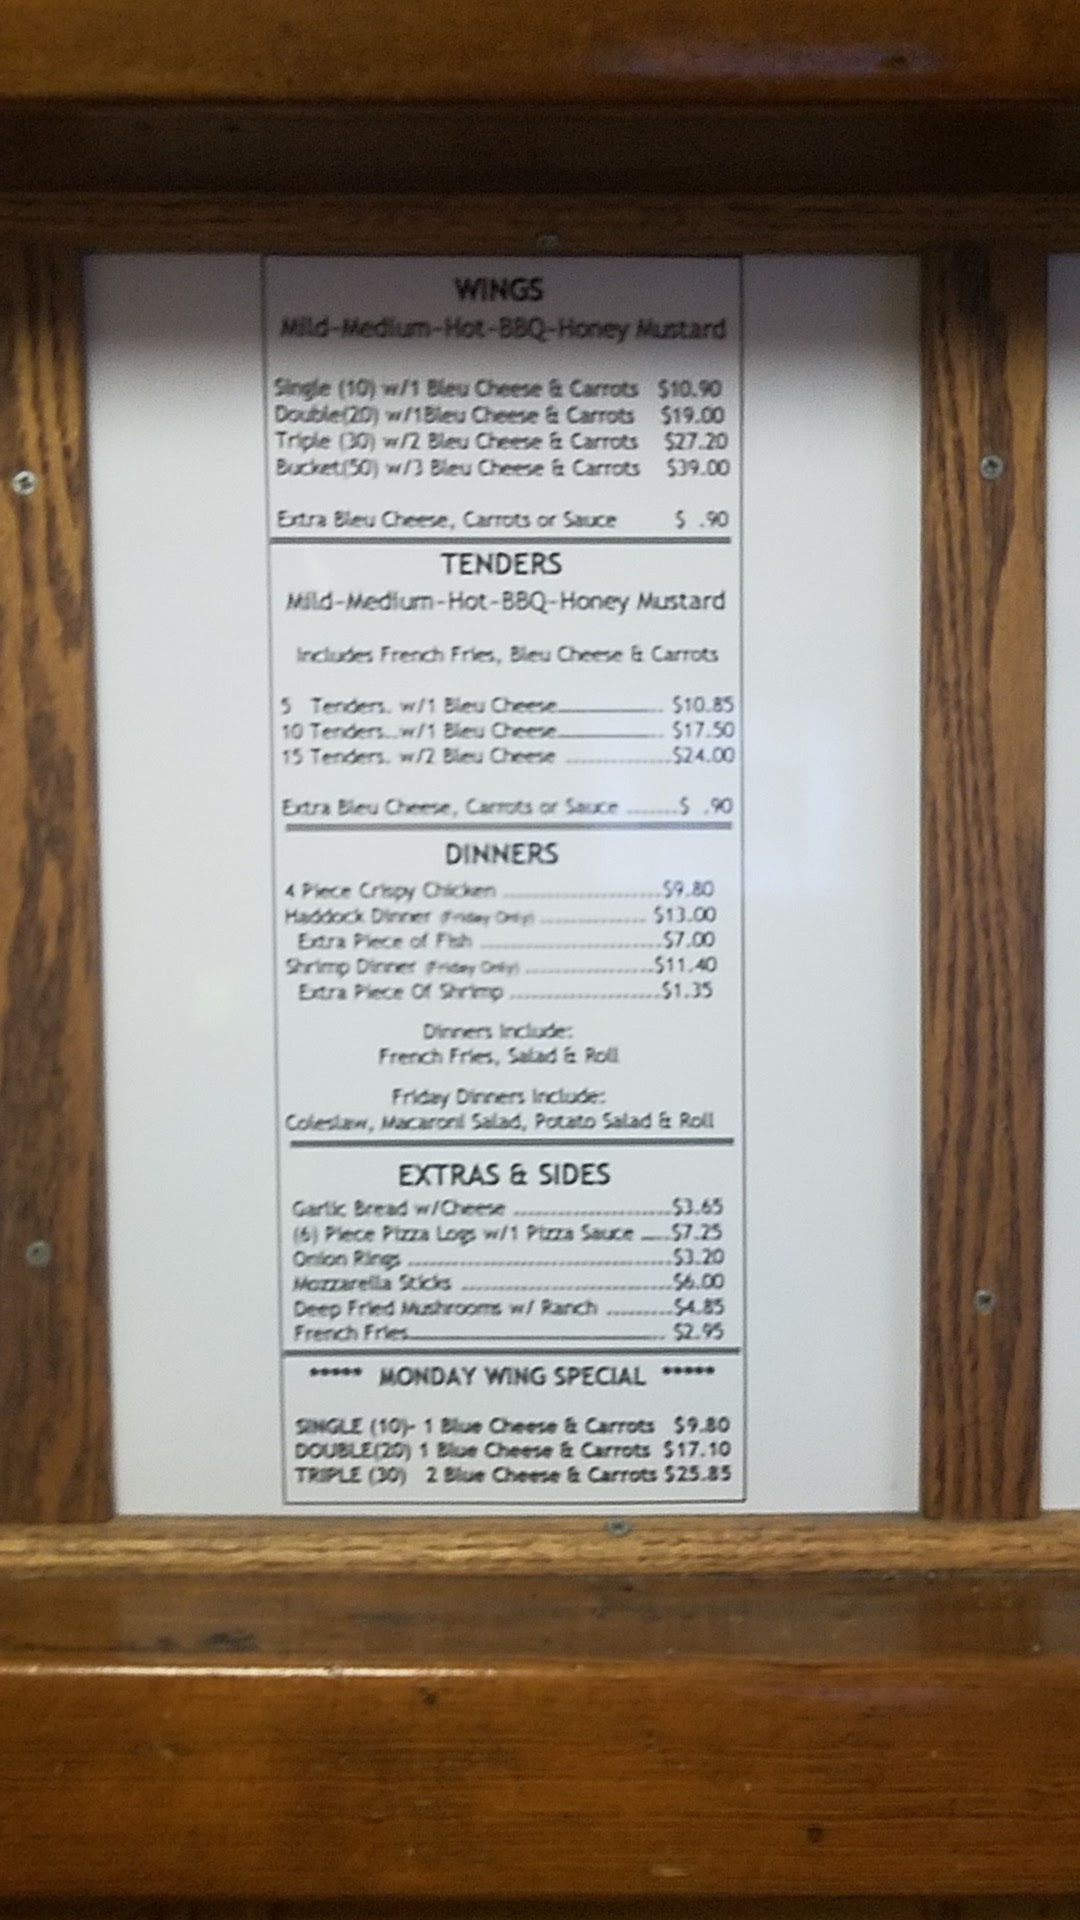 WINGS
Mild-Medium-Hot-BBQ-Honey Mustard
Single (10) w/1 Bleu Cheese & Carrots $10.90
Double(20) w/1Bleu Cheese & Carrots $19.00
Triple (30) w/2 Bleu Cheese & Carrots $27.20
Bucket(50) w/3 Bleu Cheese & Carrots $39.00
Extra Bleu Cheese, Carrots or Sauce $ .90
TENDERS
Mild-Medium-Hot-BBQ-Honey Mustard
Includes French Fries, Bleu Cheese & Carrots
5 Tenders. w/1 Bleu Cheese................... $10.85
10 Tenders...w/1 Bleu Cheese................... $17.50
15 Tenders. w/2 Bleu Cheese ...................$24.00
Extra Bleu Cheese, Carrots or Sauce .........$ .90
DINNERS
4 Piece Crispy Chicken ............................$9.80
Haddock Dinner (Friday Only) ................... $13.00
Extra Piece of Fish ................................$7.00
Shrimp Dinner (Friday Only) .......................$11.40
Extra Piece Of Shrimp ...........................$1.35
Dinners Include:
French Fries, Salad & Roll
Friday Dinners Include:
Coleslaw, Macaroni Salad, Potato Salad & Roll
EXTRAS & SIDES
Garlic Bread w/Cheese ............................$3.65
(6) Piece Pizza Logs w/1 Pizza Sauce .....$7.25
Onion Rings ...............................................$3.20
Mozzarella Sticks .....................................$6.00
Deep Fried Mushrooms w/ Ranch ............$4.85
French Fries.............................................. $2.95
***** MONDAY WING SPECIAL *****
SINGLE (10)- 1 Blue Cheese & Carrots $9.80
DOUBLE(20) 1 Blue Cheese & Carrots $17.10
TRIPLE (30) 2 Blue Cheese & Carrots $25.85